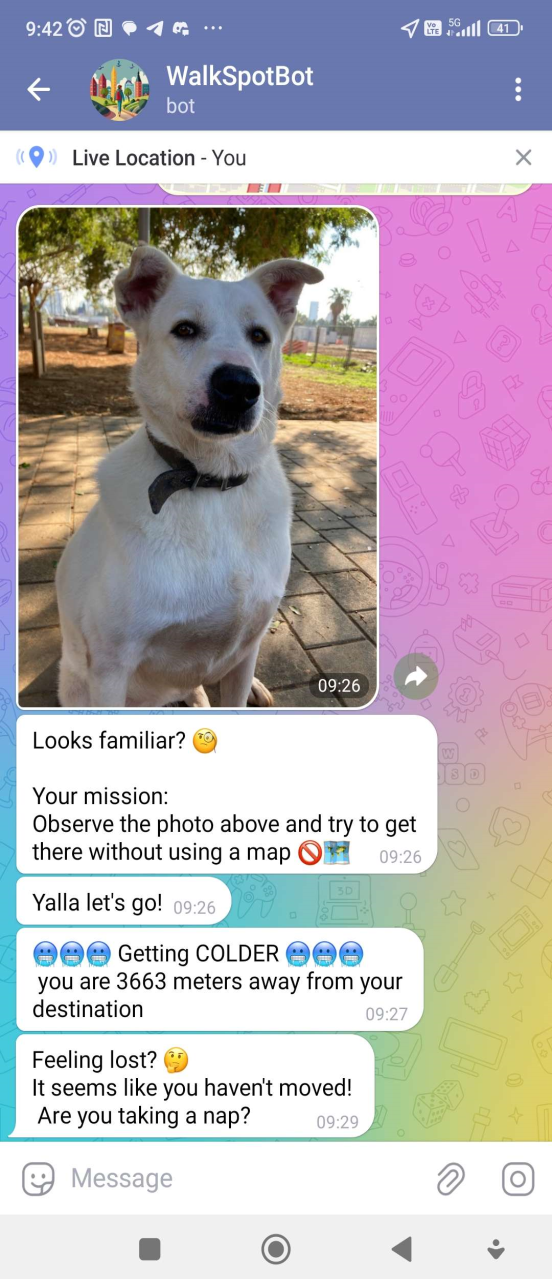 9:42
5G
Vo
LTE
41
WalkSpotBot
bot
Live Location - You
09:26
Looks familiar? 🧐
Your mission:
Observe the photo above and try to get
there without using a map 🚫🗺️ 09:26
Yalla let's go! 09:26
🥶🥶🥶 Getting COLDER 🥶🥶🥶
you are 3663 meters away from your
destination 09:27
Feeling lost? 🤔
It seems like you haven't moved!
Are you taking a nap? 09:29
Message